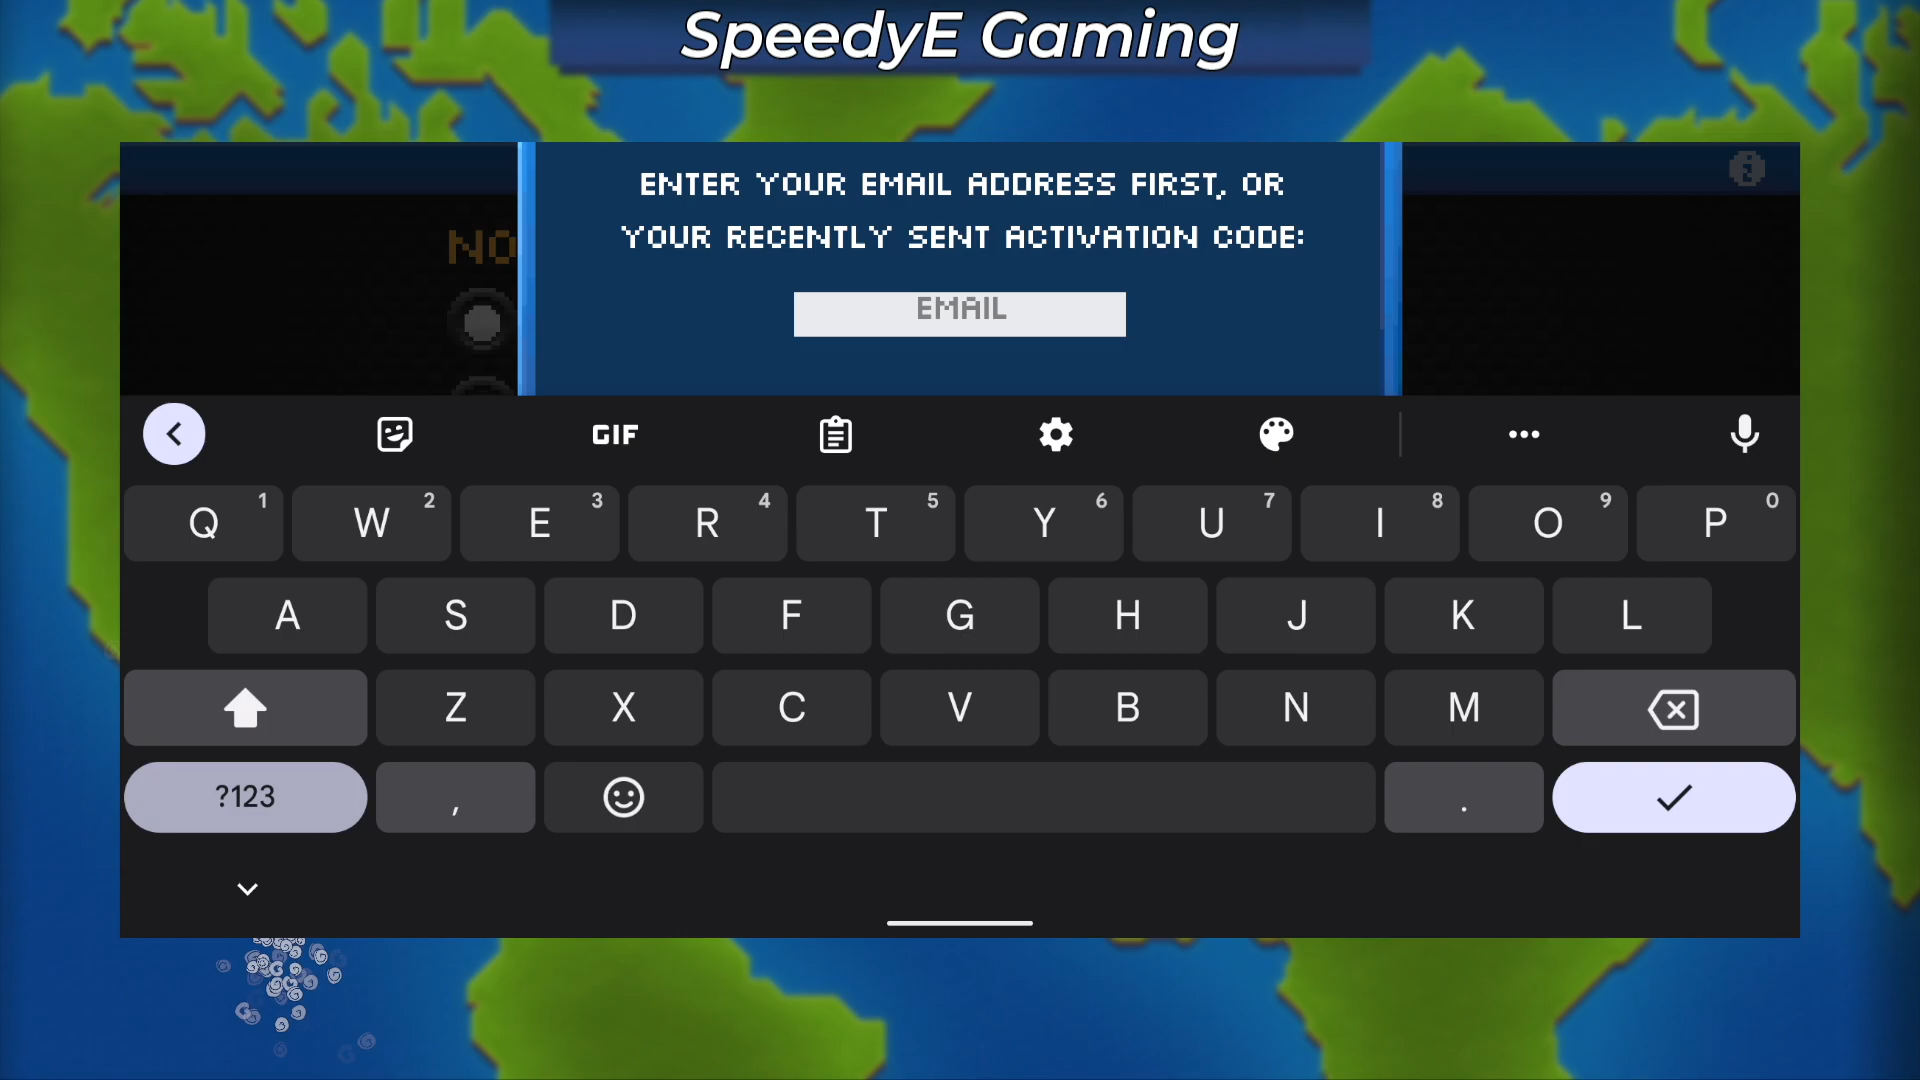 SpeedyE Gaming
ENTER YOUR EMAIL ADDRESS FIRST, OR
YOUR RECENTLY SENT ACTIVATION CODE:
NO
EMAIL
GIF
Q 1 W 2 E 3 R 4 T 5 Y 6 U 7 I 8 O 9 P 0
A S D F G H J K L
Z X C V B N M
?123 , .